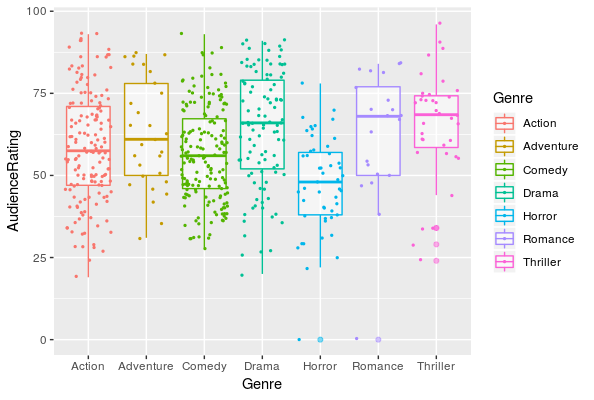 100
75
50
25
0
AudienceRating
Action Adventure Comedy Drama Horror Romance Thriller
Genre
Genre
Action
Adventure
Comedy
Drama
Horror
Romance
Thriller